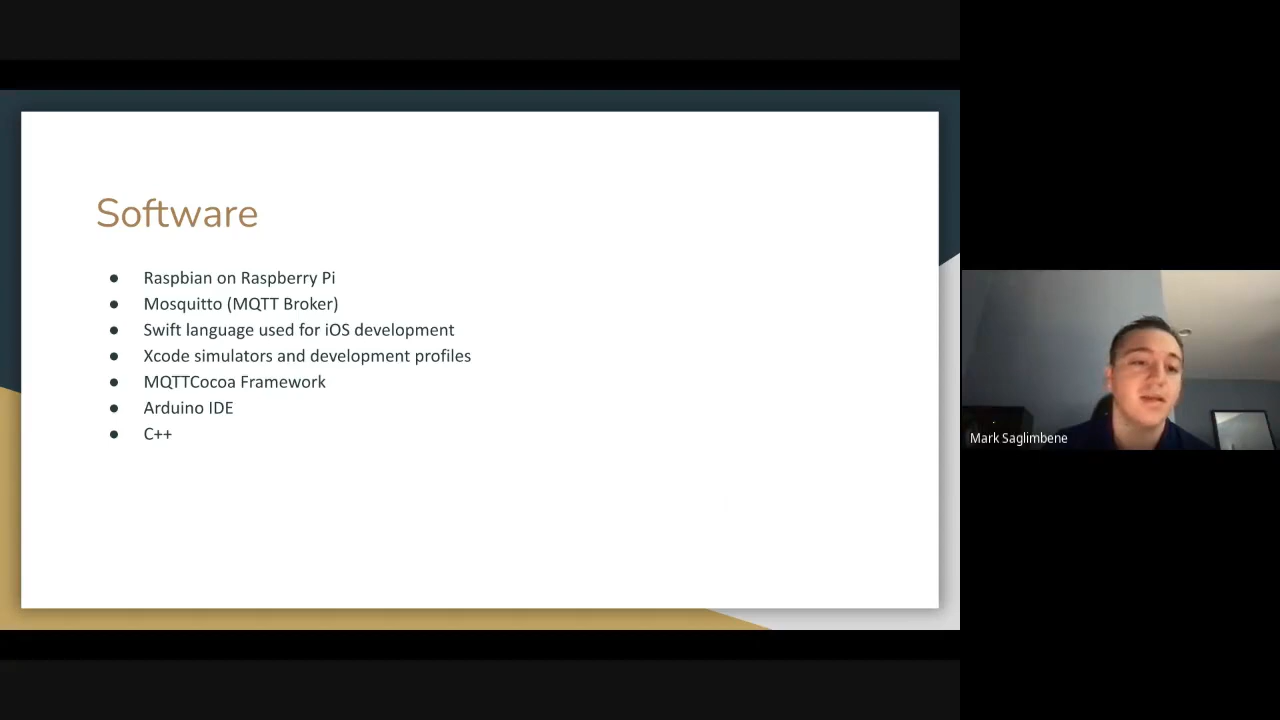 Software
● Raspbian on Raspberry Pi
● Mosquitto (MQTT Broker)
● Swift language used for iOS development
● Xcode simulators and development profiles
● MQTTCocoa Framework
● Arduino IDE
● C++
Mark Saglimbene